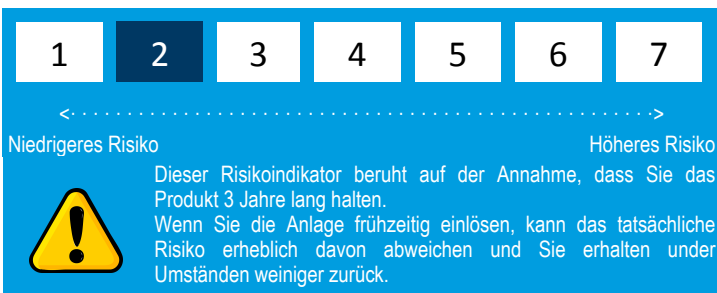 1 2 3 4 5 6 7
<· · · · · · · · · · · · · · · · · · · · · · · · · · · · · · · · · · · · · · · · · · · · · · · · · · · · · ·>
Niedrigeres Risiko Höheres Risiko
Dieser Risikoindikator beruht auf der Annahme, dass Sie das
Produkt 3 Jahre lang halten.
Wenn Sie die Anlage frühzeitig einlösen, kann das tatsächliche
Risiko erheblich davon abweichen und Sie erhalten under
Umständen weiniger zurück.